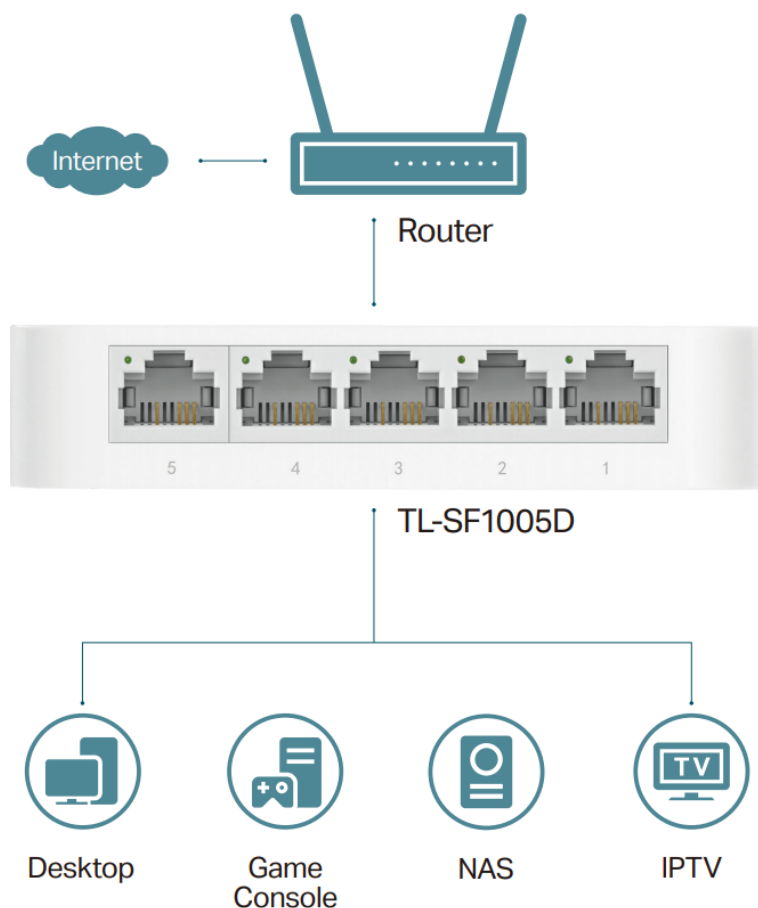 Internet
Router
5 4 3 2 1
TL-SF1005D
TV
Desktop
Game
Console
NAS
IPTV